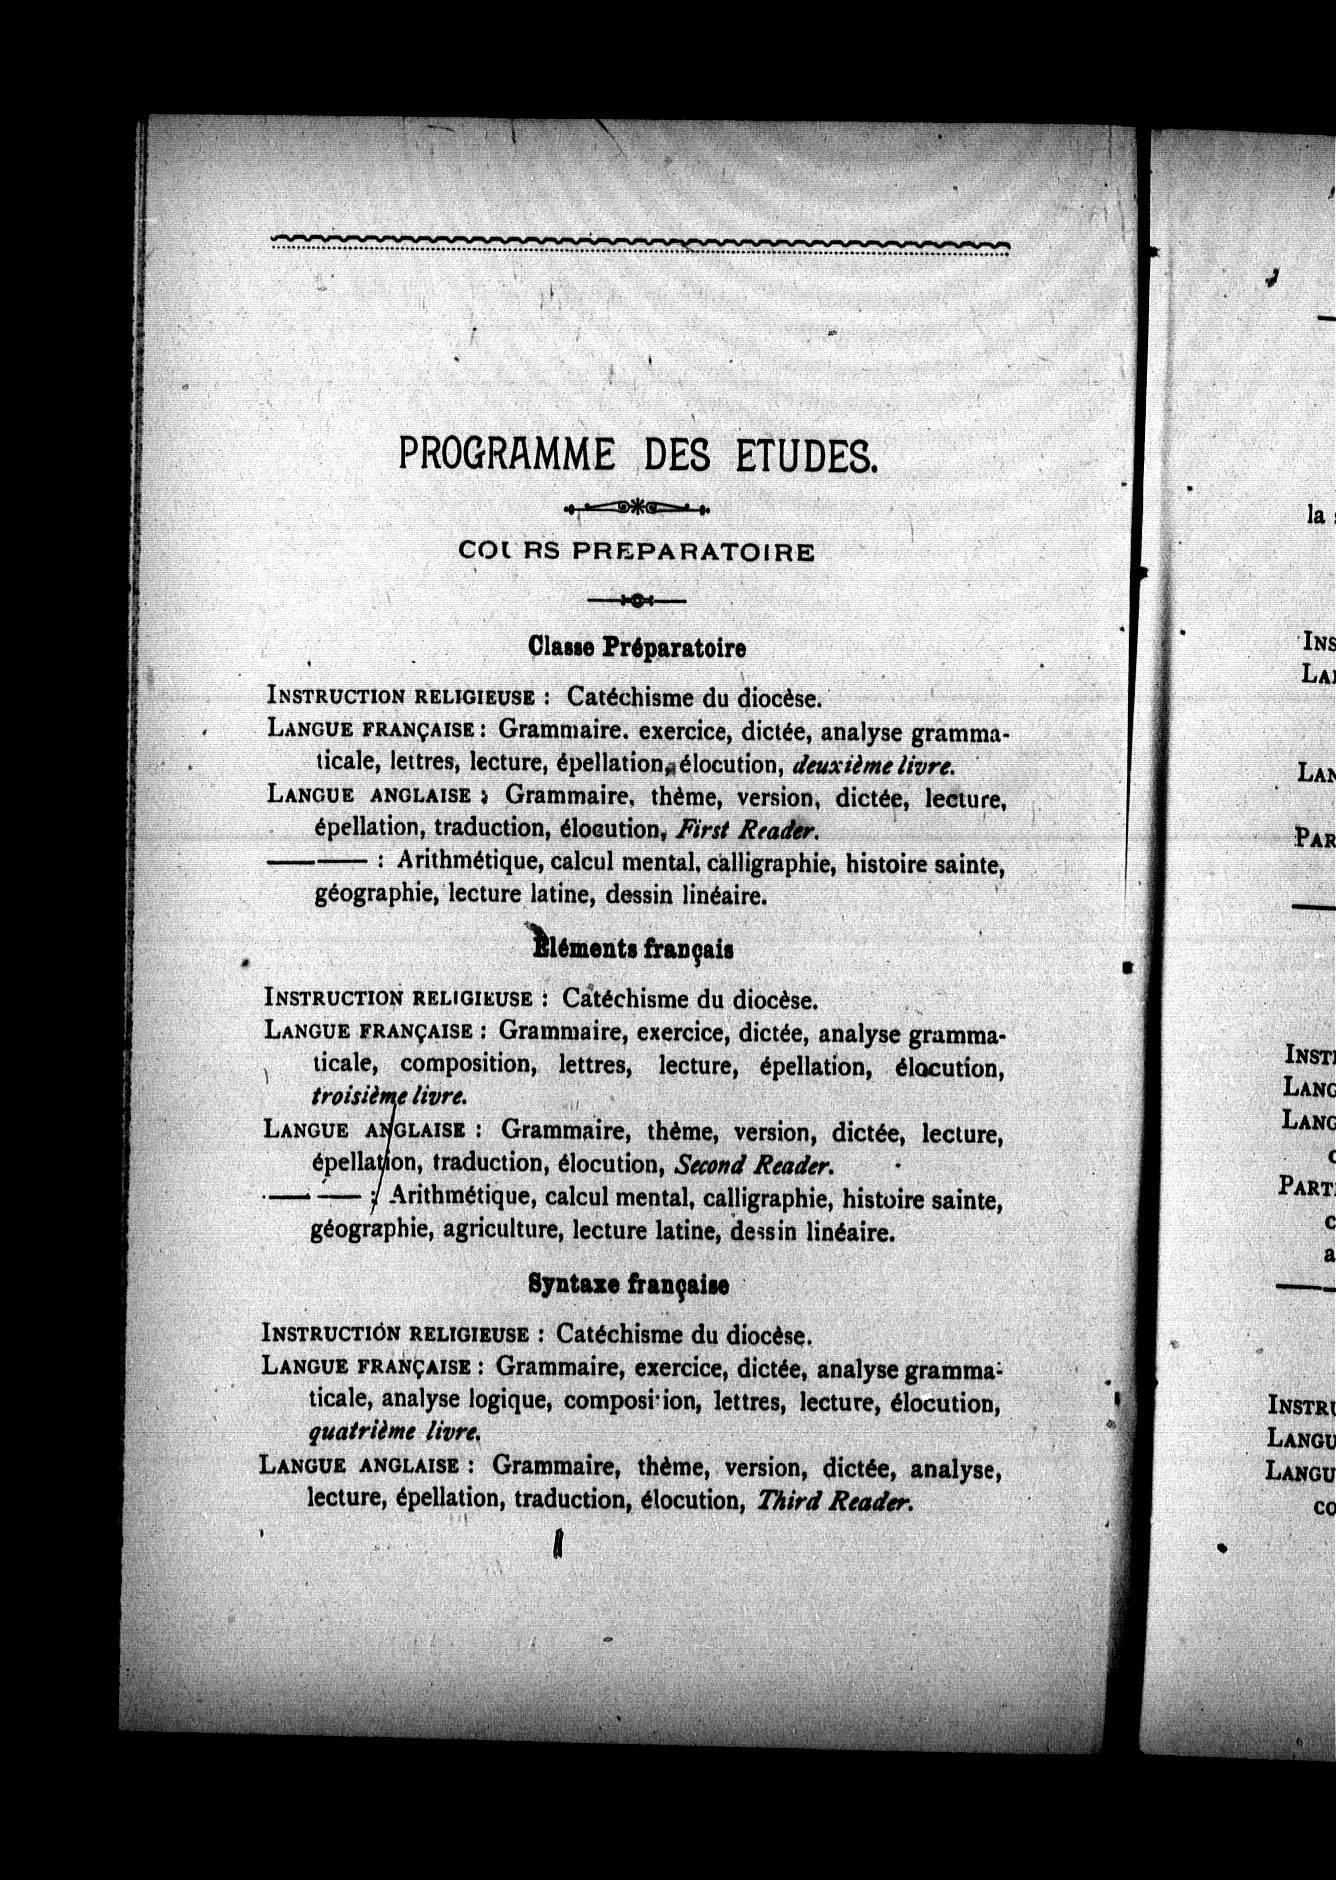 PROGRAMME DES ETUDES.
COURS PREPARATOIRE
Classe Préparatoire
INSTRUCTION RELIGIEUSE : Catéchisme du diocèse.
LANGUE FRANÇAISE : Grammaire. exercice, dictée, analyse gramma-
ticale, lettres, lecture, épellation, élocution, deuxième livre.
LANGUE ANGLAISE : Grammaire, thème, version, dictée, lecture,
épellation, traduction, élocution, First Reader.
—— —— : Arithmétique, calcul mental, calligraphie, histoire sainte,
géographie, lecture latine, dessin linéaire.
Eléments français
INSTRUCTION RELIGIEUSE : Catéchisme du diocèse.
LANGUE FRANÇAISE : Grammaire, exercice, dictée, analyse gramma-
ticale, composition, lettres, lecture, épellation, élocution,
troisième livre.
LANGUE ANGLAISE : Grammaire, thème, version, dictée, lecture,
épellation, traduction, élocution, Second Reader.
—— —— : Arithmétique, calcul mental, calligraphie, histoire sainte,
géographie, agriculture, lecture latine, dessin linéaire.
Syntaxe française
INSTRUCTION RELIGIEUSE : Catéchisme du diocèse.
LANGUE FRANÇAISE : Grammaire, exercice, dictée, analyse gramma-
ticale, analyse logique, composition, lettres, lecture, élocution,
quatrième livre.
LANGUE ANGLAISE : Grammaire, thème, version, dictée, analyse,
lecture, épellation, traduction, élocution, Third Reader.
la